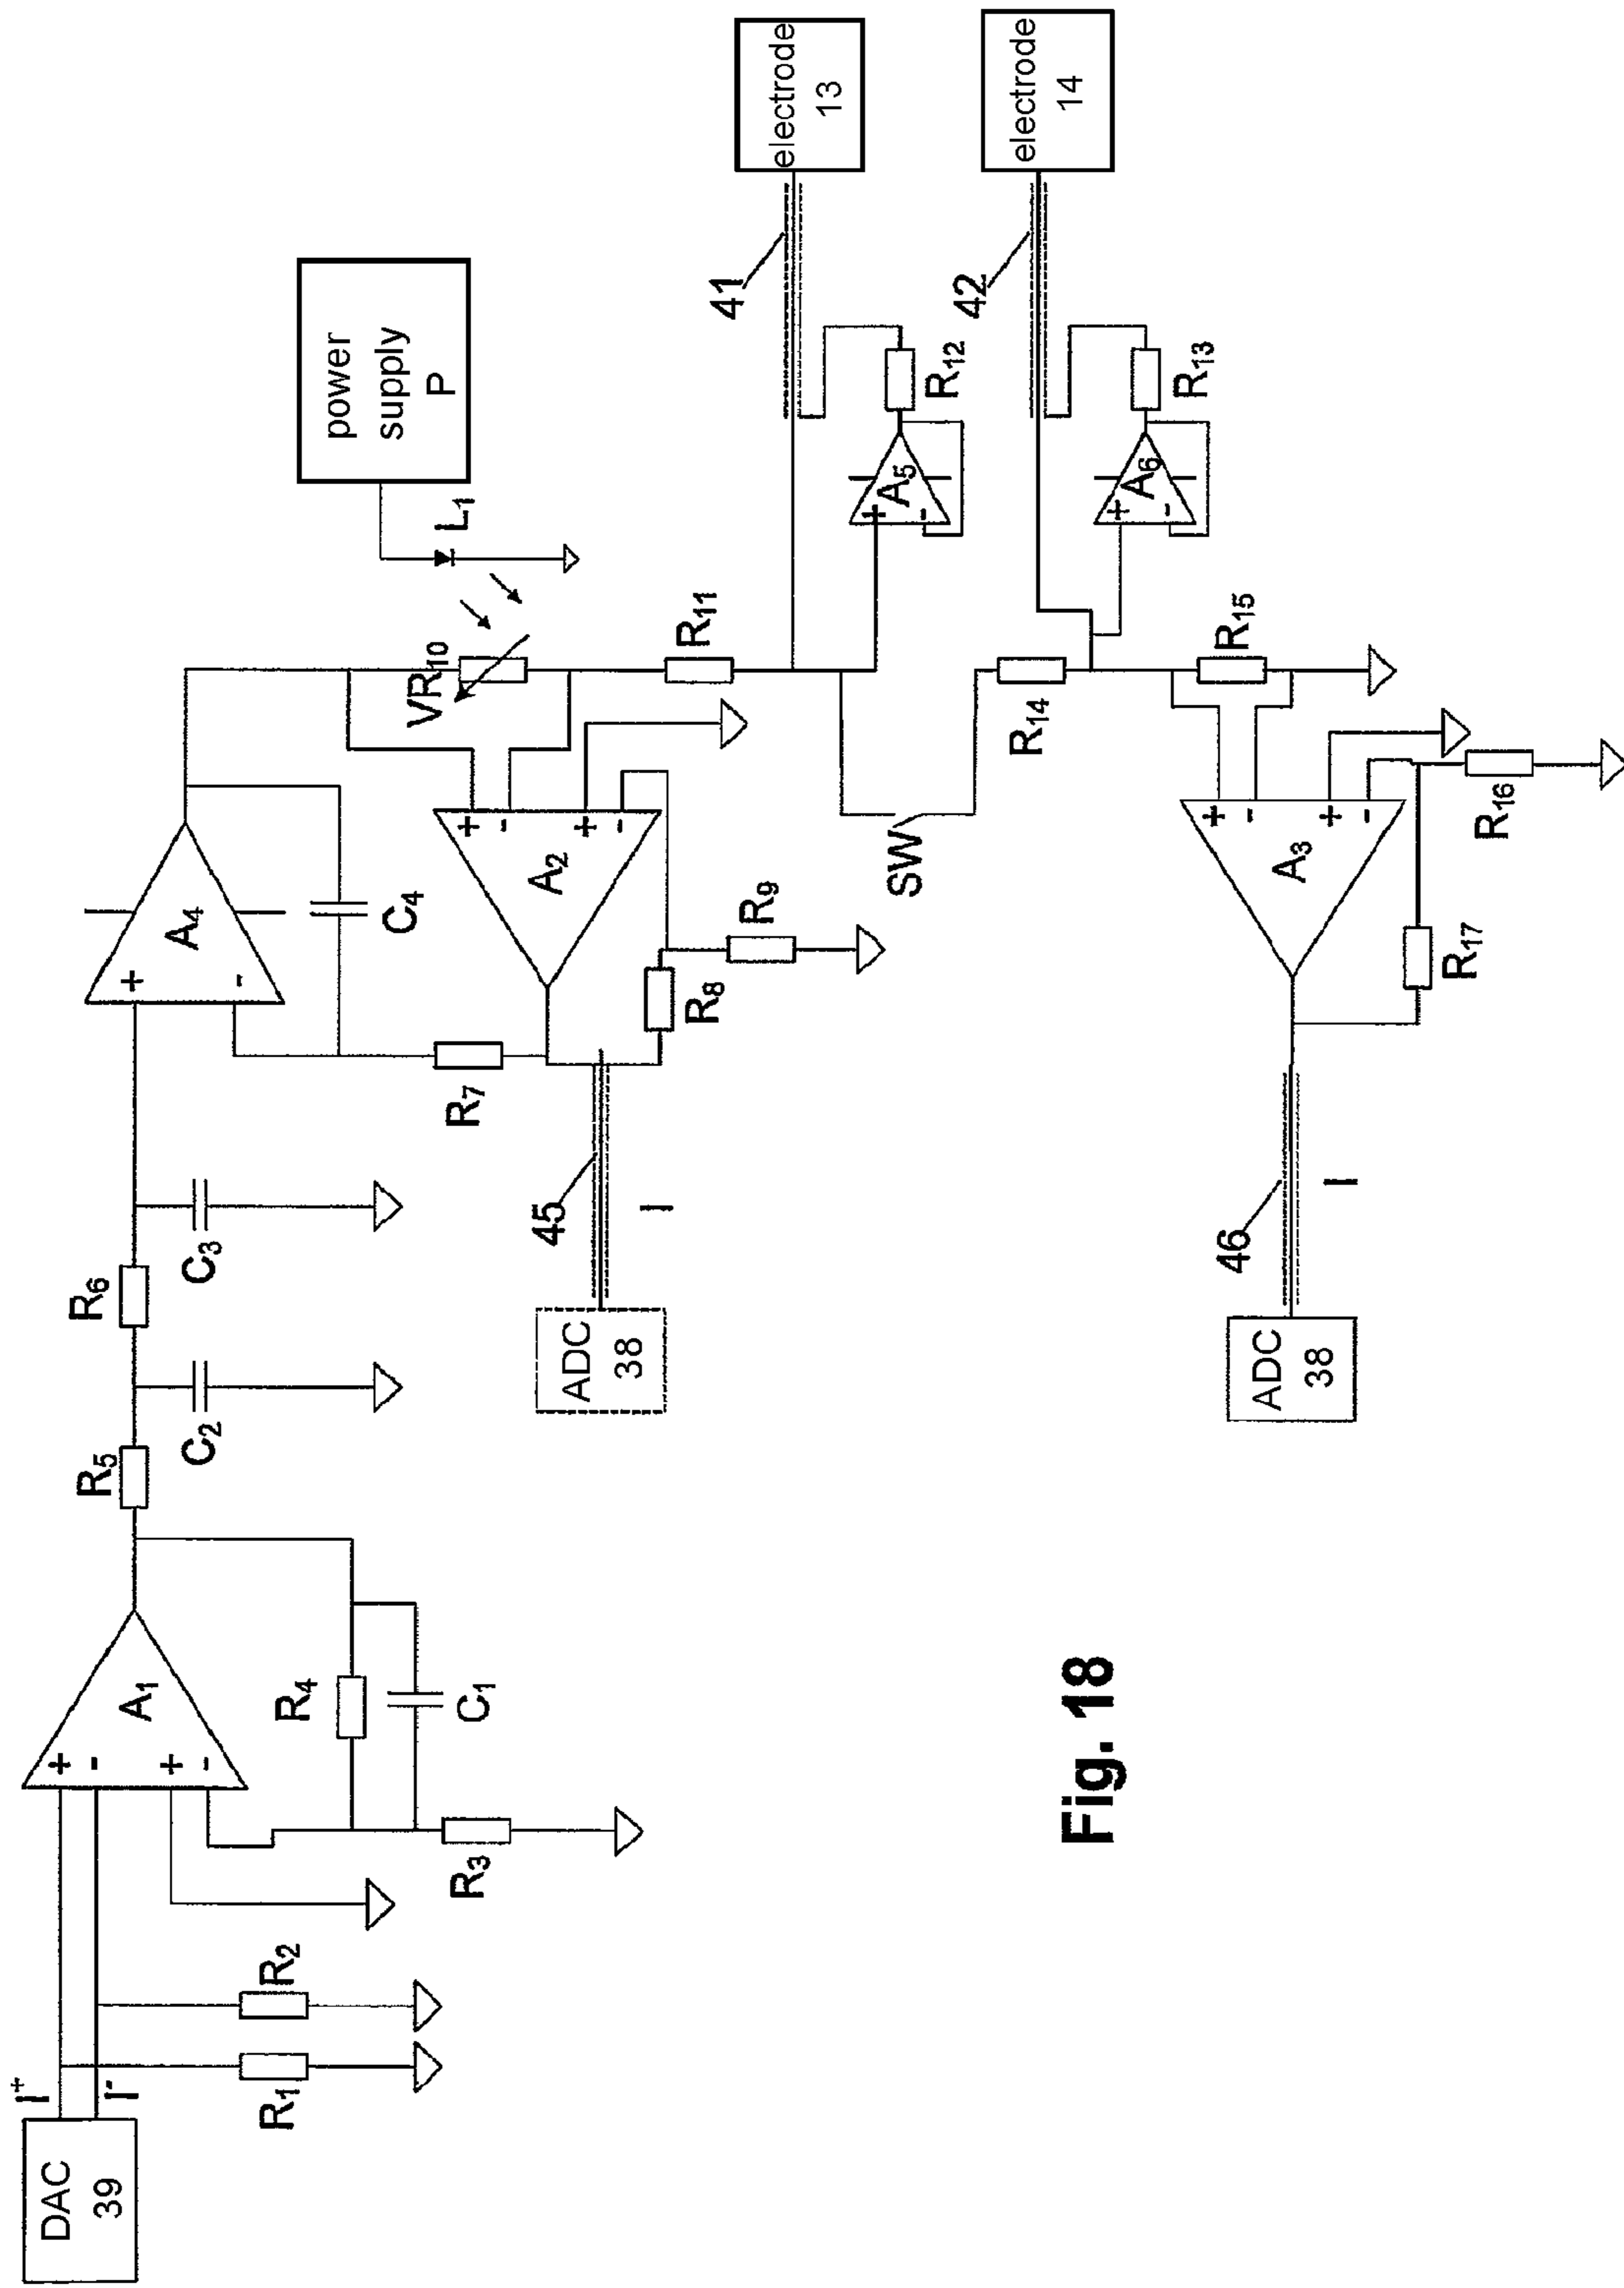 DAC
39
I+
I-
R1
R2
A1
+
-
+
-
R3
R4
C1
R5
C2
R6
C3
A4
+
-
C4
R7
A2
+
-
+
-
R8
R9
45
I
ADC
38
VR10
L1
power
supply
P
R11
41
electrode
13
A5
+
-
R12
SW
R14
42
electrode
14
A6
+
-
R13
R15
A3
+
-
+
-
R16
R17
46
I
ADC
38
Fig. 18